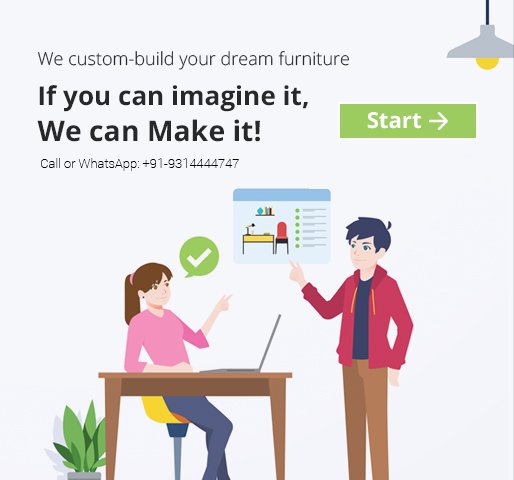 We custom-build your dream furniture
If you can imagine it,
We can Make it!
Start
Call or WhatsApp: +91-9314444747